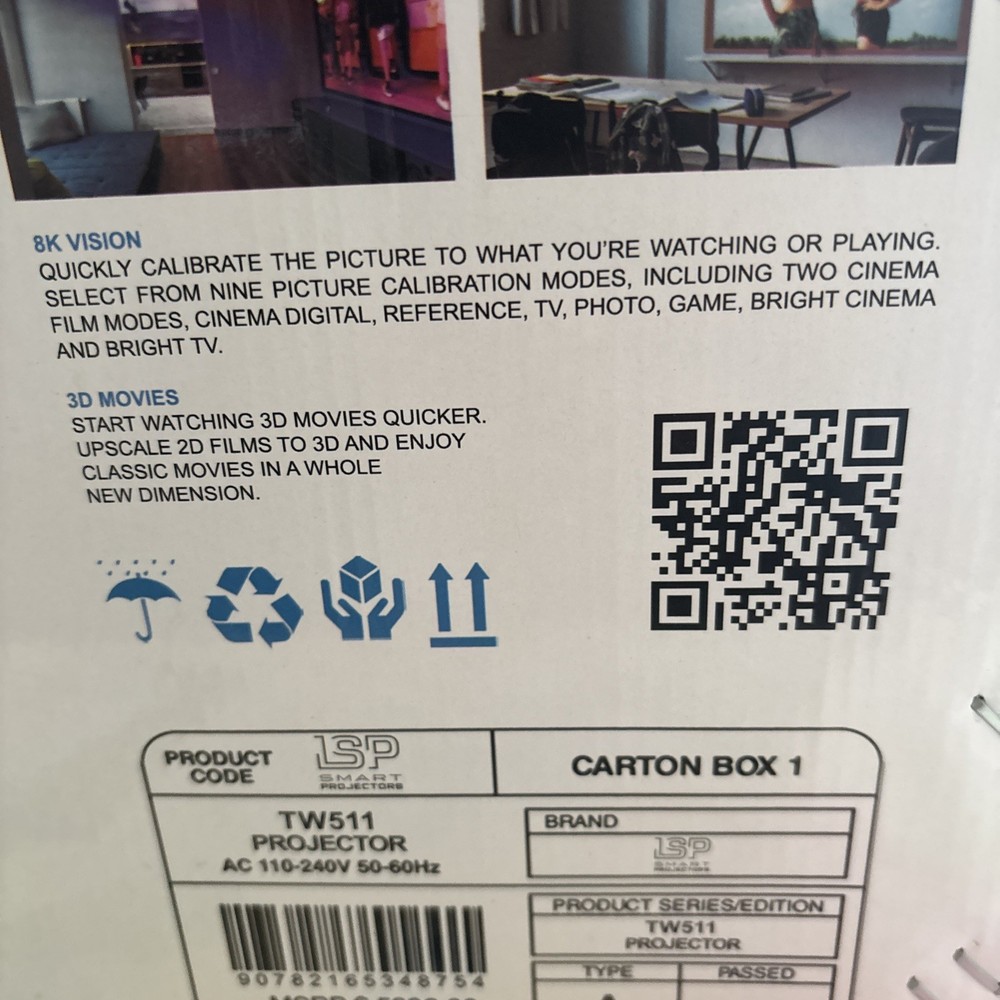 8K VISION
QUICKLY CALIBRATE THE PICTURE TO WHAT YOU'RE WATCHING OR PLAYING.
SELECT FROM NINE PICTURE CALIBRATION MODES, INCLUDING TWO CINEMA
FILM MODES, CINEMA DIGITAL, REFERENCE, TV, PHOTO, GAME, BRIGHT CINEMA
AND BRIGHT TV.
3D MOVIES
START WATCHING 3D MOVIES QUICKER.
UPSCALE 2D FILMS TO 3D AND ENJOY
CLASSIC MOVIES IN A WHOLE
NEW DIMENSION.
PRODUCT
CODE
LSP
SMART
PROJECTORS
CARTON BOX 1
TW511
PROJECTOR
AC 110-240V 50-60Hz
BRAND
LSP
SMART
PROJECTORS
PRODUCT SERIES/EDITION
TW511
PROJECTOR
TYPE
PASSED
9078216534875 4